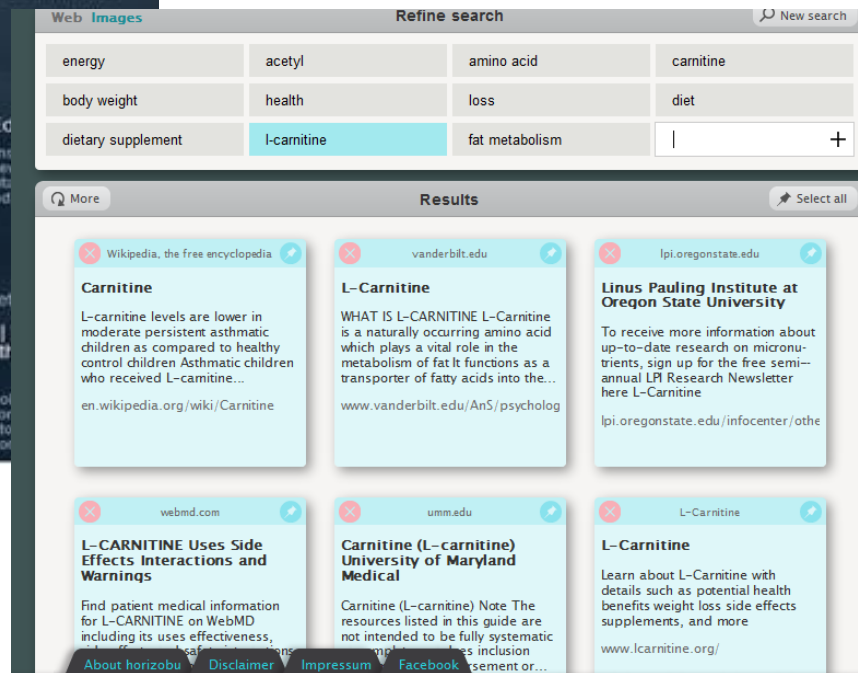 Web Images
Refine search
New search
energy
acetyl
amino acid
carnitine
body weight
health
loss
diet
dietary supplement
l-carnitine
fat metabolism
More
Results
Select all
Wikipedia, the free encyclopedia
Carnitine
L-carnitine levels are lower in
moderate persistent asthmatic
children as compared to healthy
control children Asthmatic children
who received L-carnitine...
en.wikipedia.org/wiki/Carnitine
vanderbilt.edu
L-Carnitine
WHAT IS L-CARNITINE L-Carnitine
is a naturally occurring amino acid
which plays a vital role in the
metabolism of fat It functions as a
transporter of fatty acids into the...
www.vanderbilt.edu/AnS/psycholog
lpi.oregonstate.edu
Linus Pauling Institute at
Oregon State University
To receive more information about
up-to-date research on micronu-
trients, sign up for the free semi-
annual LPI Research Newsletter
here L-Carnitine
lpi.oregonstate.edu/infocenter/othe
webmd.com
L-CARNITINE Uses Side
Effects Interactions and
Warnings
Find patient medical information
for L-CARNITINE on WebMD
including its uses effectiveness,
umm.edu
Carnitine (L-carnitine)
University of Maryland
Medical
Carnitine (L-carnitine) Note The
resources listed in this guide are
not intended to be fully systematic
inclusion
L-Carnitine
L-Carnitine
Learn about L-Carnitine with
details such as potential health
benefits weight loss side effects
supplements, and more
www.lcarnitine.org/
About horizobu
Disclaimer
Impressum
Facebook